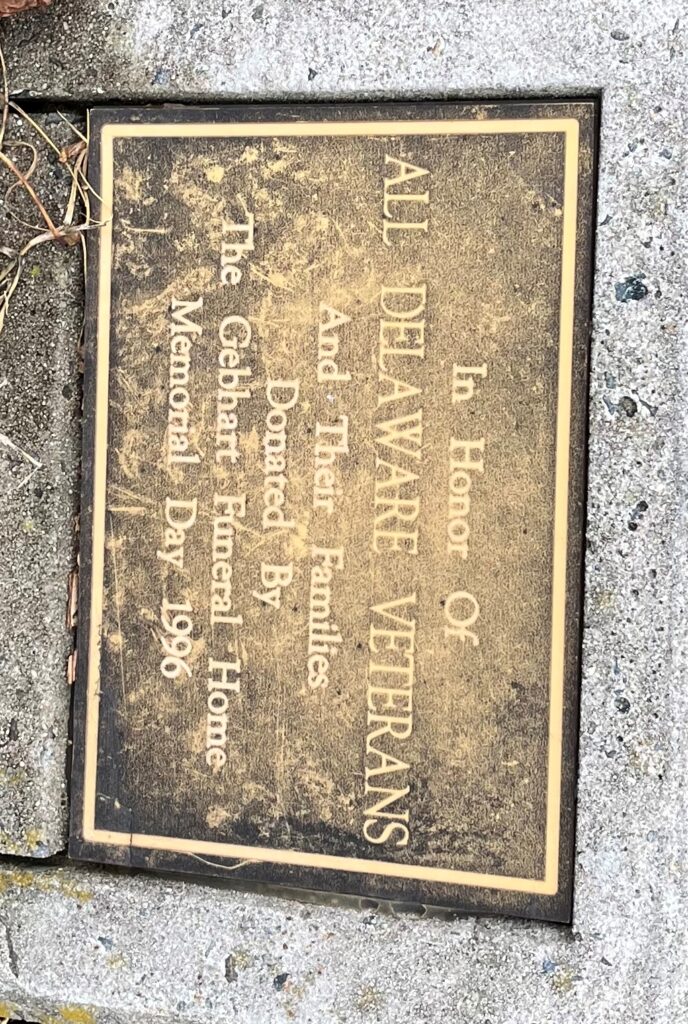 In Honor Of
ALL DELAWARE VETERANS
And Their Families
Donated By
The Gebhart Funeral Home
Memorial Day 1996